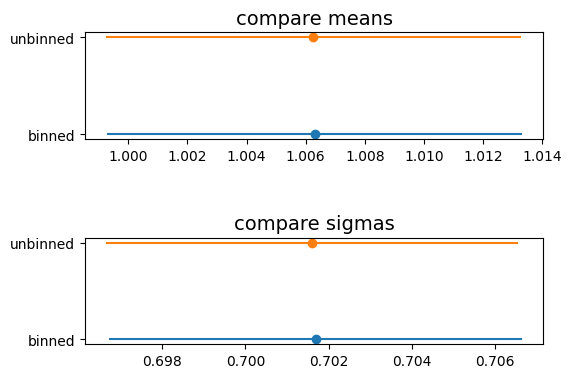 compare means
unbinned
binned
1.000 1.002 1.004 1.006 1.008 1.010 1.012 1.014
compare sigmas
unbinned
binned
0.698 0.700 0.702 0.704 0.706